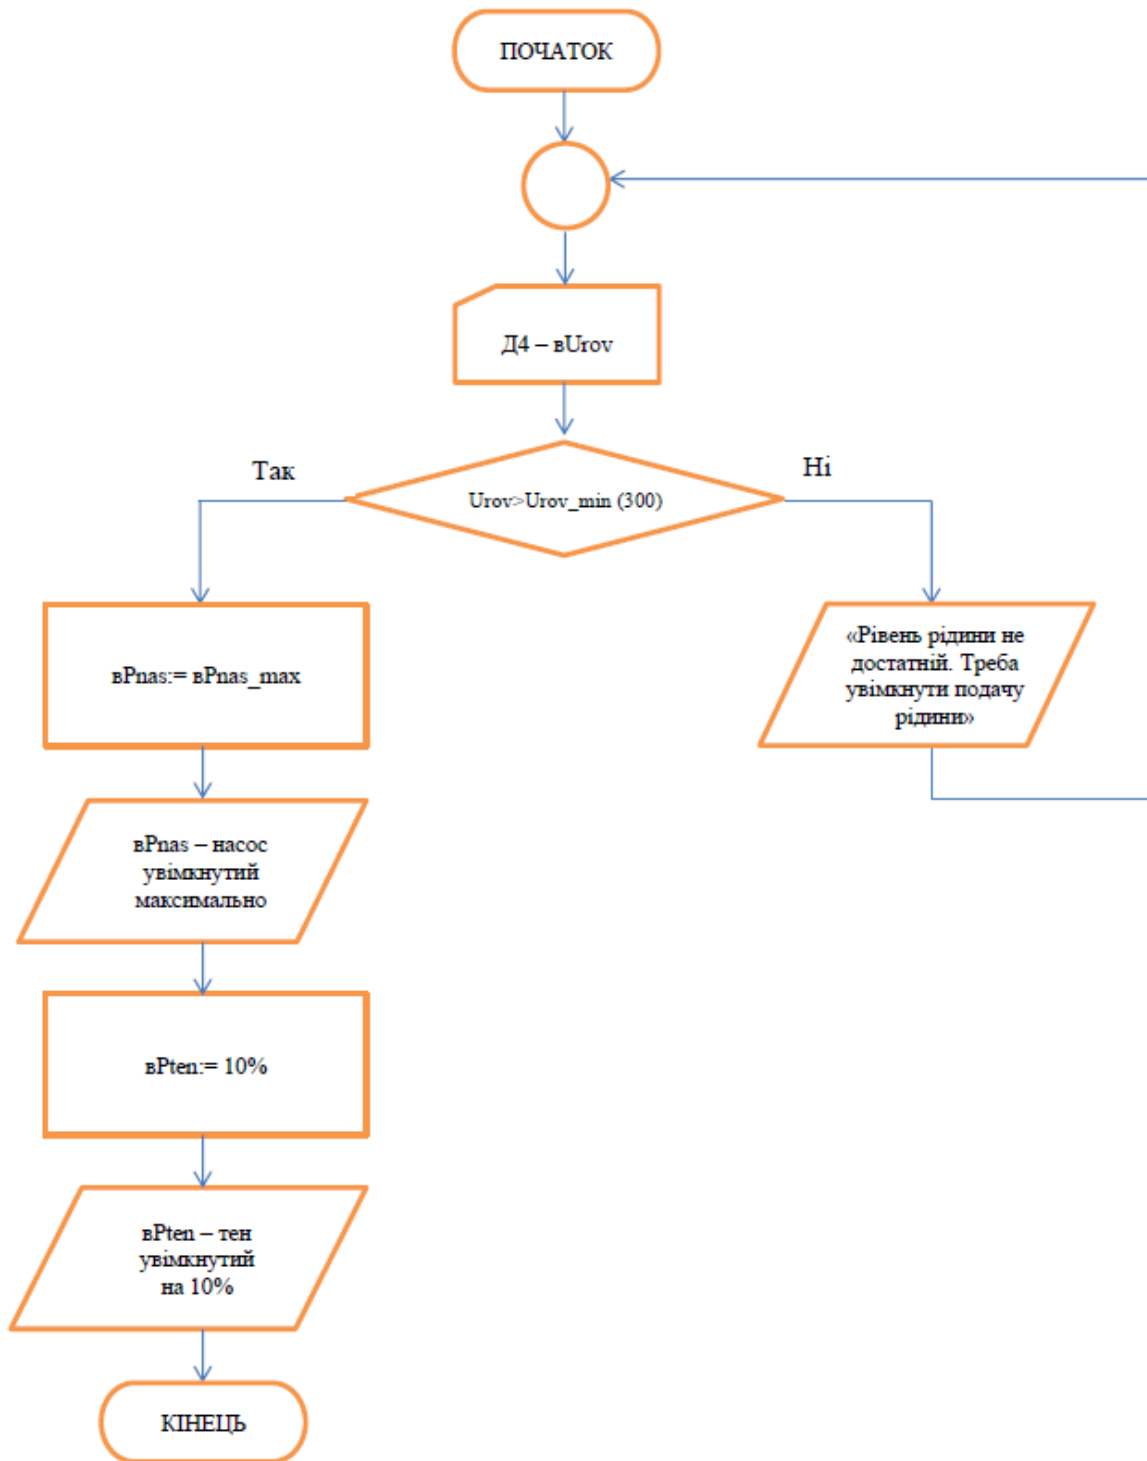 ПОЧАТОК
Д4 – вUrov
Так
Ні
Urov>Urov_min (300)
вPnas:= вPnas_max
«Рівень рідини не
достатній. Треба
увімкнути подачу
рідини»
вPnas – насос
увімкнутий
максимально
вPten:= 10%
вPten – тен
увімкнутий
на 10%
КІНЕЦЬ